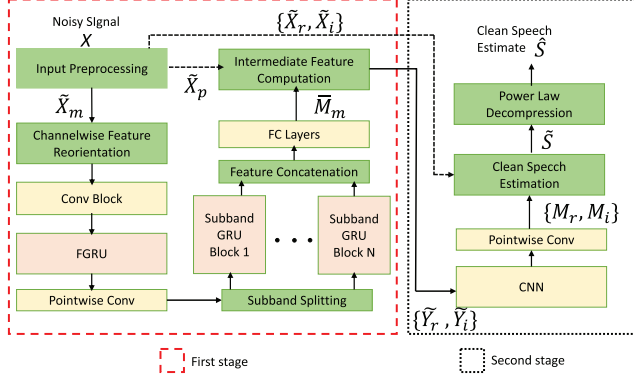 Noisy SIgnal
X
Input Preprocessing
X̃ₘ
Channelwise Feature
Reorientation
Conv Block
FGRU
Pointwise Conv
{X̃ᵣ, X̃ᵢ}
X̃ₚ
Intermediate Feature
Computation
M̅ₘ
FC Layers
Feature Concatenation
Subband
GRU
Block 1
• • •
Subband
GRU
Block N
Subband Splitting
Clean Speech
Estimate Ŝ
Power Law
Decompression
S̃
Clean Speech
Estimation
{Mᵣ, Mᵢ}
Pointwise Conv
CNN
{Ỹᵣ , Ỹᵢ}
First stage
Second stage